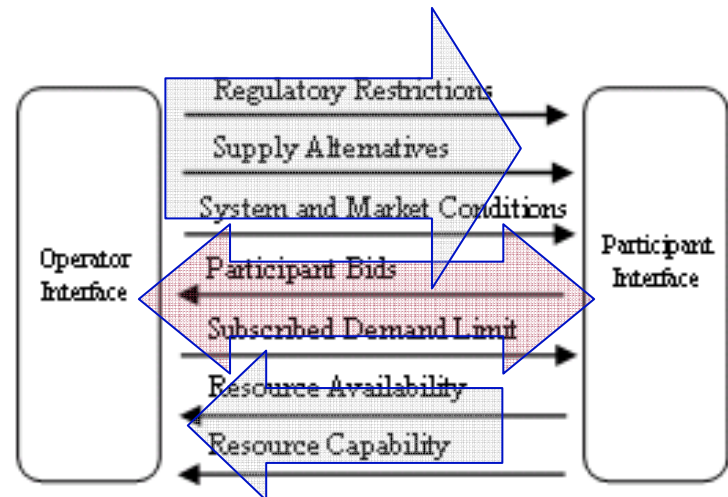 Regulatory Restrictions
Supply Alternatives
System and Market Conditions
Operator
Interface
Participant Bids
Participant
Interface
Subscribed Demand Limit
Resource Availability
Resource Capability